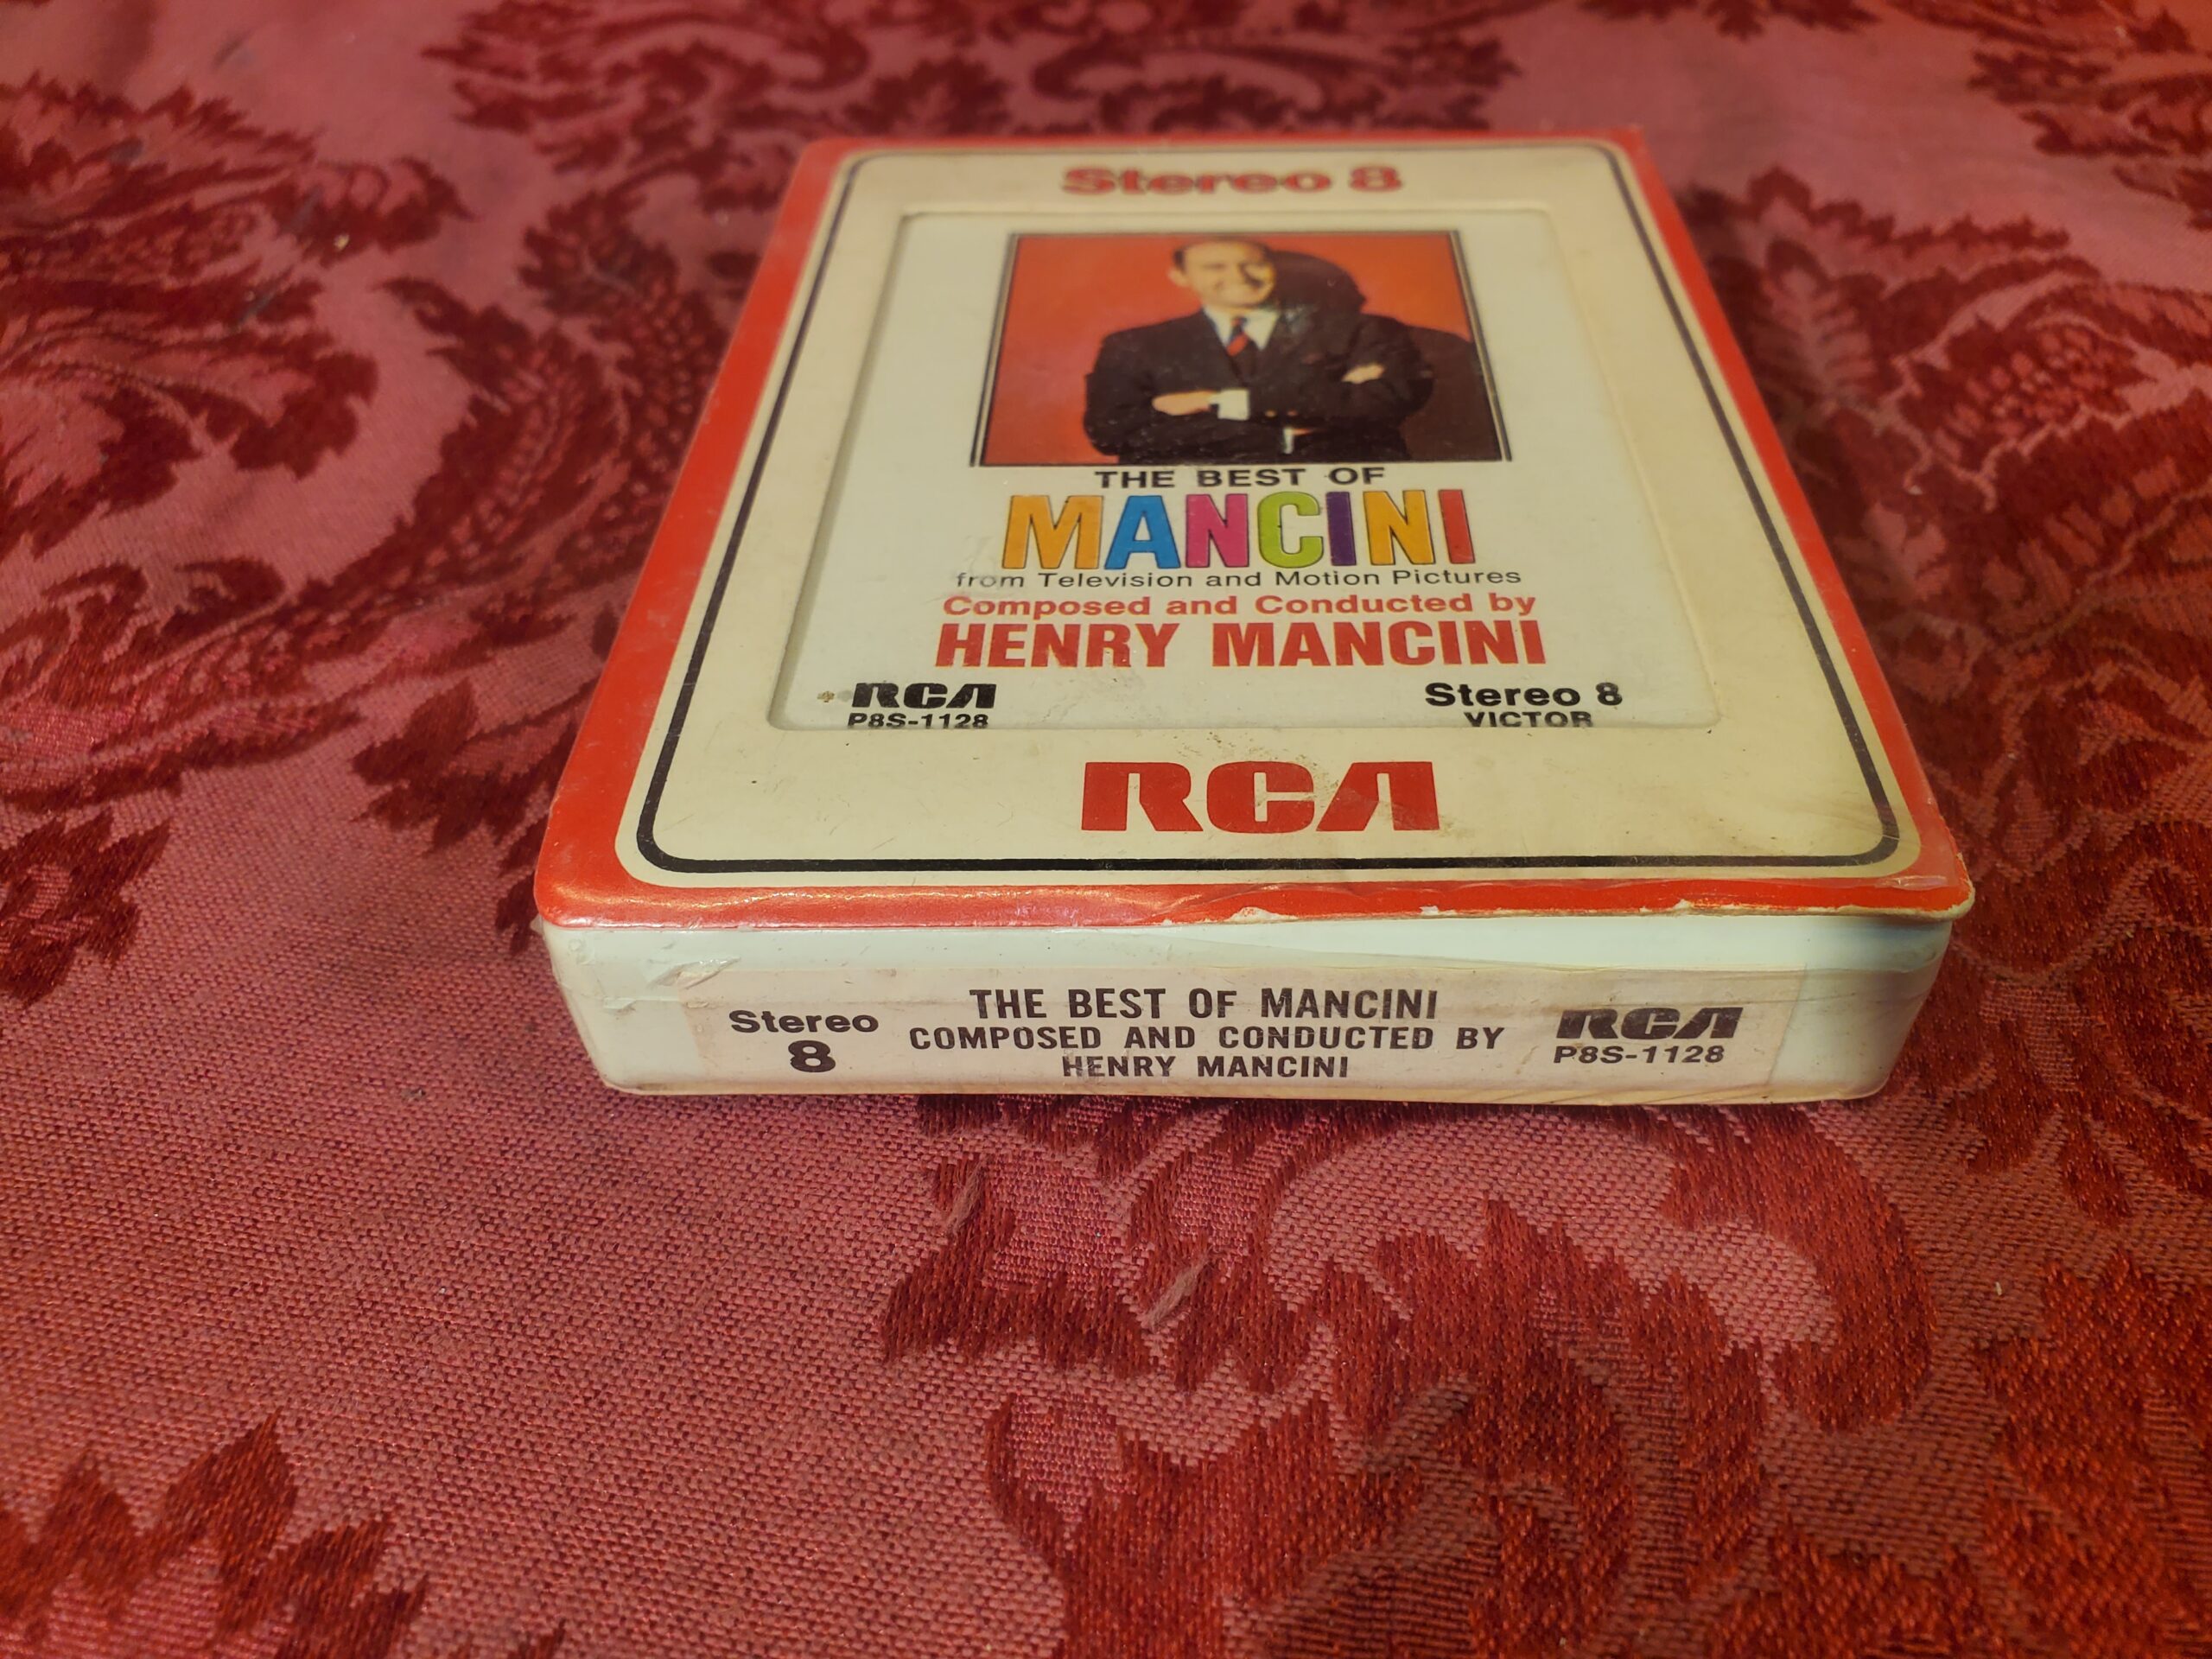 Stereo 8
THE BEST OF
MANCINI
from Television and Motion Pictures
Composed and Conducted by
HENRY MANCINI
RCA
P8S-1128
Stereo 8
VICTOR
RCA
Stereo
8
THE BEST OF MANCINI
COMPOSED AND CONDUCTED BY
HENRY MANCINI
RCA
P8S-1128